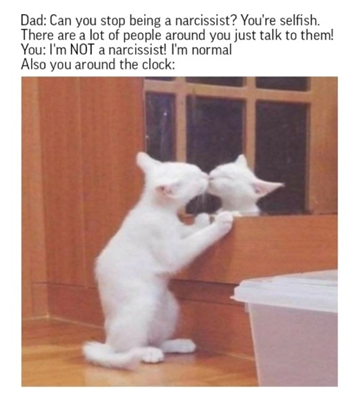 Dad: Can you stop being a narcissist? You're selfish.
There are a lot of people around you just talk to them!
You: I'm NOT a narcissist! I'm normal
Also you around the clock: